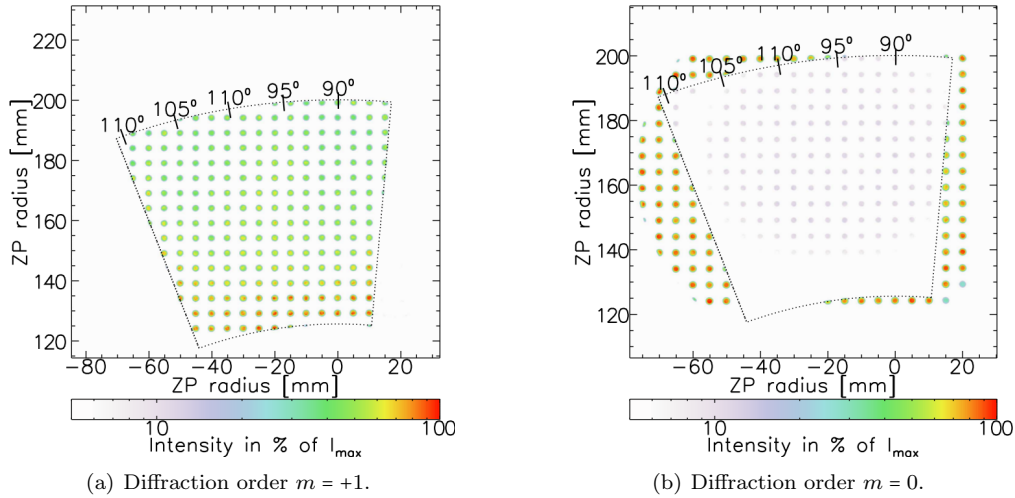 220
200
180
160
140
120
ZP radius [mm]
110° 105° 110° 95° 90°
−80 −60 −40 −20 0 20
ZP radius [mm]
10 100
Intensity in % of Imax
(a) Diffraction order m = +1.
220
200
180
160
140
120
ZP radius [mm]
110° 105° 110° 95° 90°
−60 −40 −20 0 20
ZP radius [mm]
10 100
Intensity in % of Imax
(b) Diffraction order m = 0.